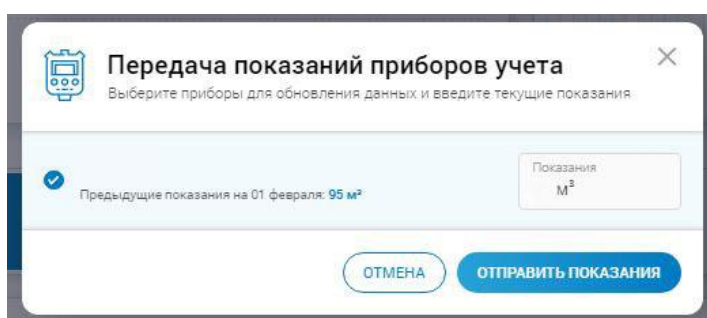 Передача показаний приборов учета
Выберите приборы для обновления данных и введите текущие показания
Предыдущие показания на 01 февраля: 95 м³
Показания
м³
ОТМЕНА
ОТПРАВИТЬ ПОКАЗАНИЯ